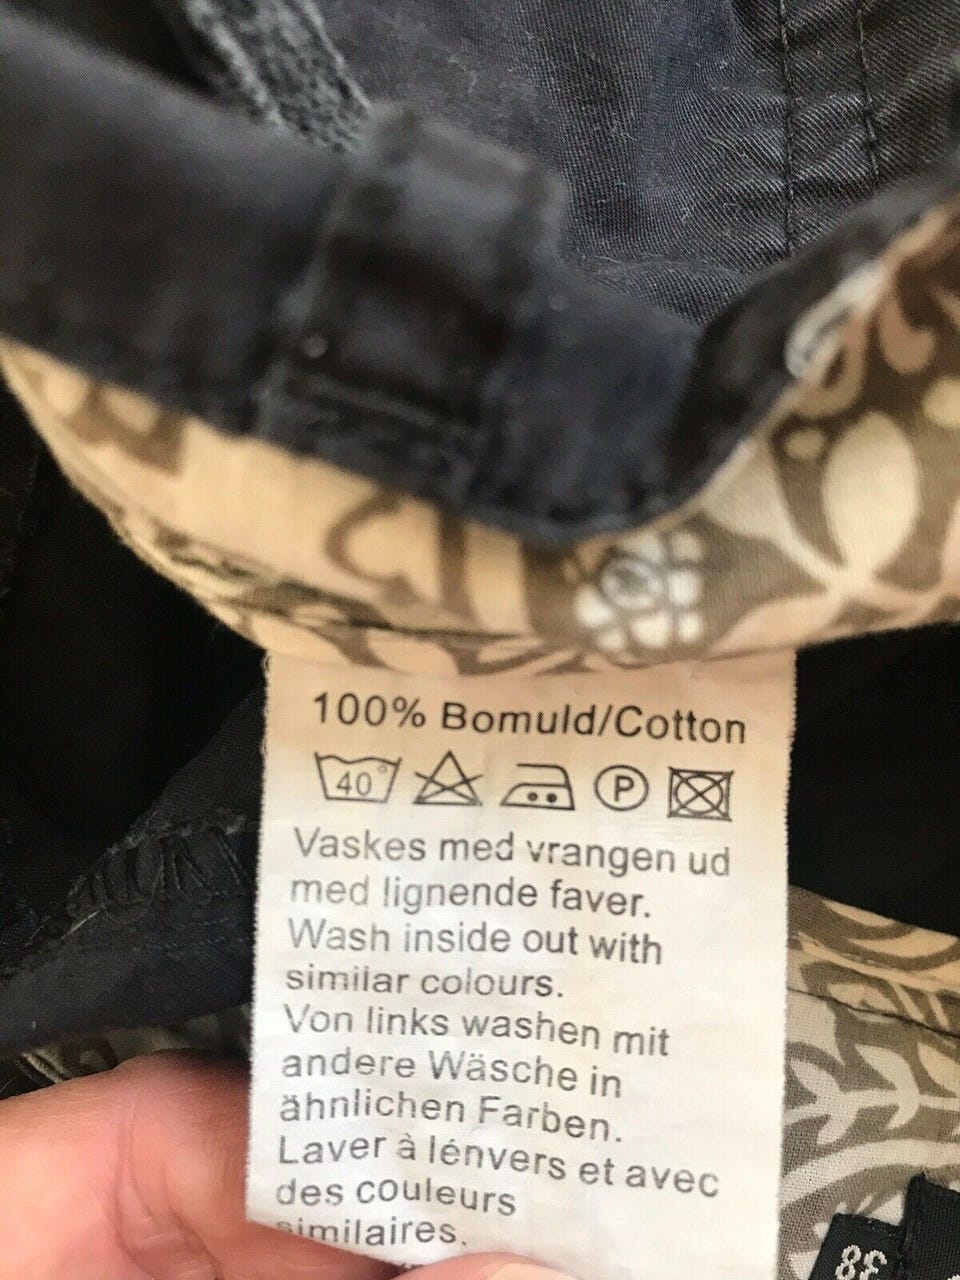 100% Bomuld/Cotton
40° P
Vaskes med vrangen ud
med lignende faver.
Wash inside out with
similar colours.
Von links washen mit
andere Wäsche in
ähnlichen Farben.
Laver à lénvers et avec
des couleurs
similaires.
38